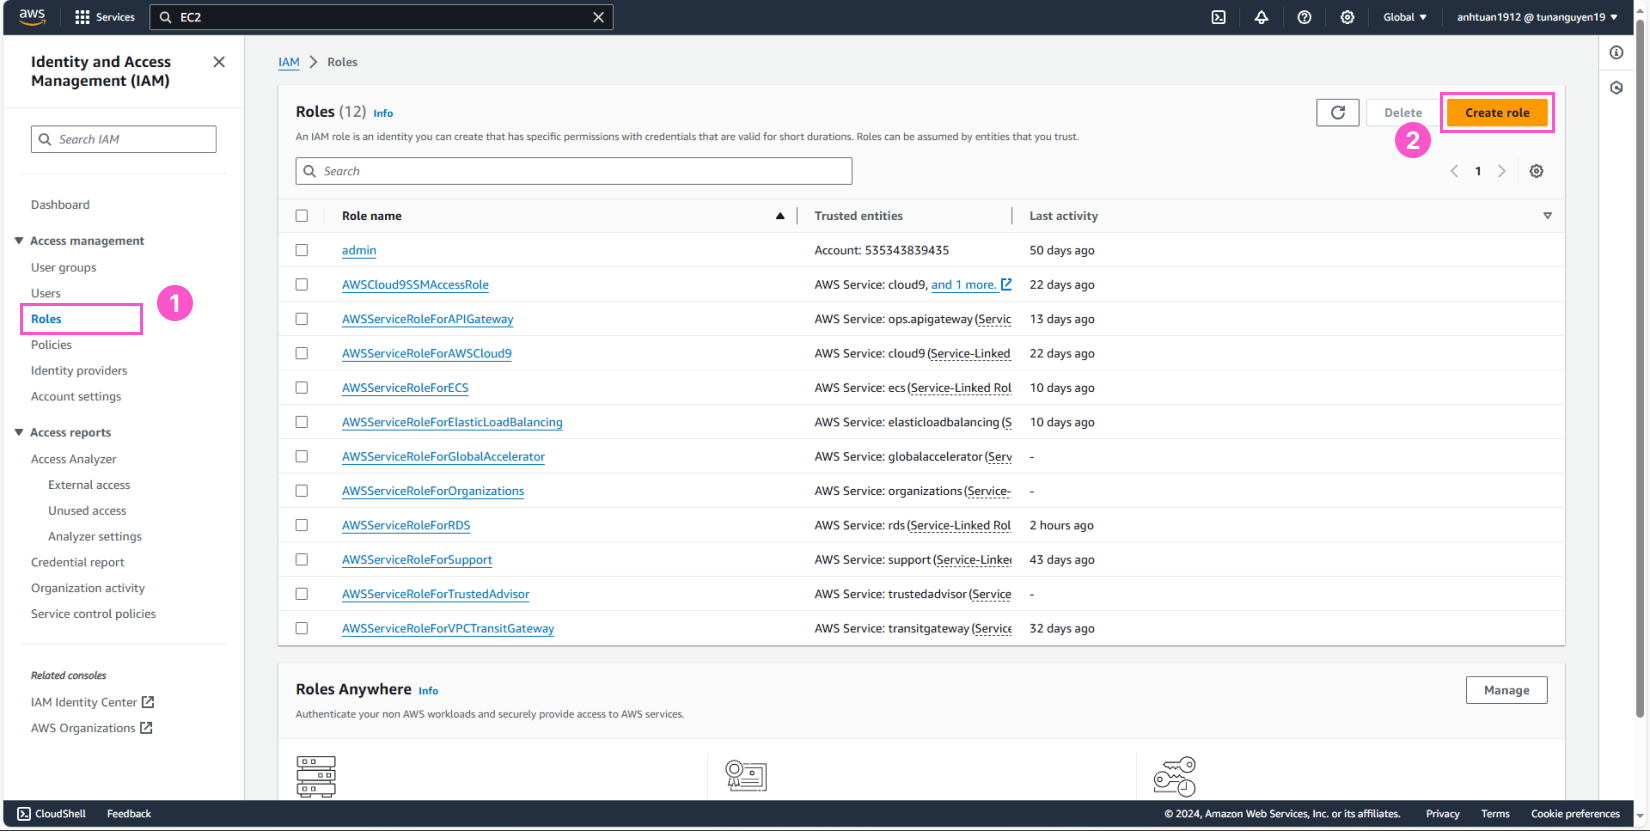 aws
Services
EC2
Global
anhtuan1912 @ tunanguyen19
Identity and Access
Management (IAM)
Search IAM
Dashboard
Access management
User groups
Users
Roles
1
Policies
Identity providers
Account settings
Access reports
Access Analyzer
External access
Unused access
Analyzer settings
Credential report
Organization activity
Service control policies
Related consoles
IAM Identity Center
AWS Organizations
IAM > Roles
Roles (12) Info
Delete
Create role
2
An IAM role is an identity you can create that has specific permissions with credentials that are valid for short durations. Roles can be assumed by entities that you trust.
Search
1
Role name Trusted entities Last activity
admin Account: 535343839435 50 days ago
AWSCloud9SSMAccessRole AWS Service: cloud9, and 1 more. 22 days ago
AWSServiceRoleForAPIGateway AWS Service: ops.apigateway (Servic 13 days ago
AWSServiceRoleForAWSCloud9 AWS Service: cloud9 (Service-Linked 22 days ago
AWSServiceRoleForECS AWS Service: ecs (Service-Linked Rol 10 days ago
AWSServiceRoleForElasticLoadBalancing AWS Service: elasticloadbalancing (S 10 days ago
AWSServiceRoleForGlobalAccelerator AWS Service: globalaccelerator (Serv -
AWSServiceRoleForOrganizations AWS Service: organizations (Service- -
AWSServiceRoleForRDS AWS Service: rds (Service-Linked Rol 2 hours ago
AWSServiceRoleForSupport AWS Service: support (Service-Linked 43 days ago
AWSServiceRoleForTrustedAdvisor AWS Service: trustedadvisor (Service -
AWSServiceRoleForVPCTransitGateway AWS Service: transitgateway (Service 32 days ago
Roles Anywhere Info
Manage
Authenticate your non AWS workloads and securely provide access to AWS services.
CloudShell Feedback © 2024, Amazon Web Services, Inc. or its affiliates. Privacy Terms Cookie preferences